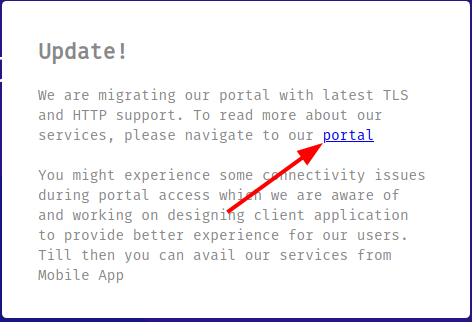 Update!
We are migrating our portal with latest TLS
and HTTP support. To read more about our
services, please navigate to our portal
You might experience some connectivity issues
during portal access which we are aware of
and working on designing client application
to provide better experience for our users.
Till then you can avail our services from
Mobile App